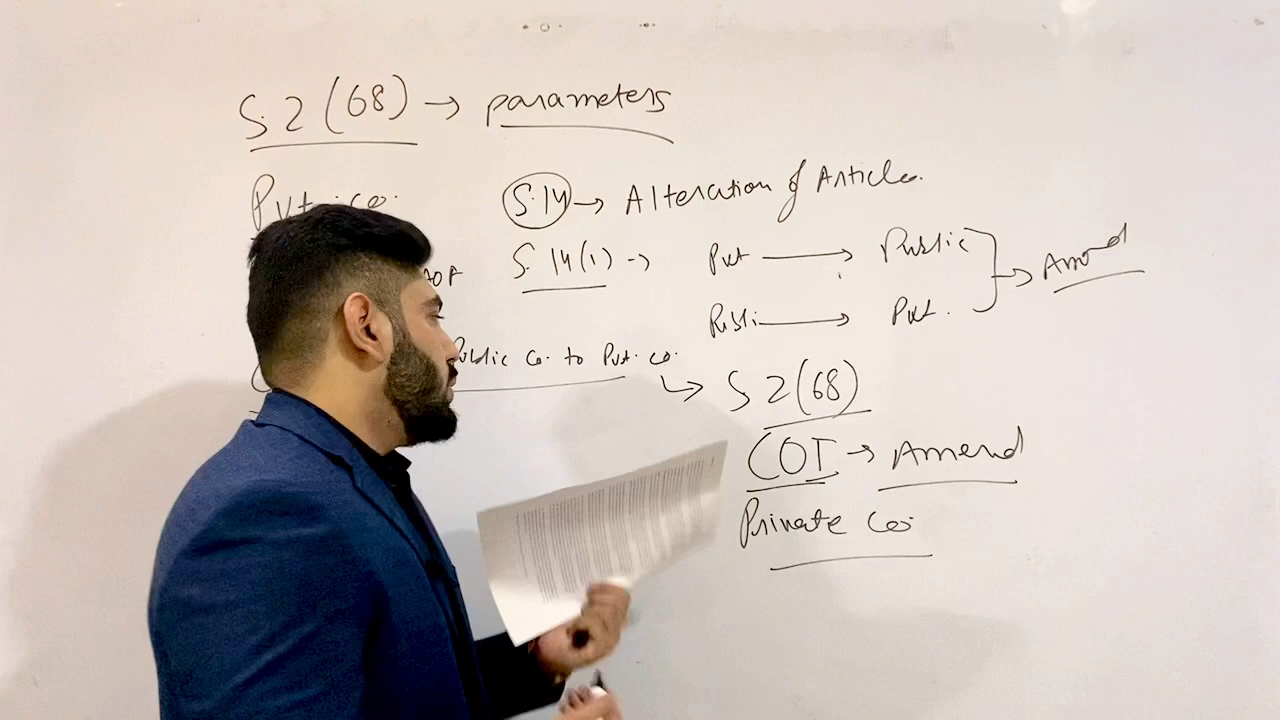 S.2(68) → parameters
Pvt. co.
S.14 → Alteration of Article.
S. 14(1) → Pvt → Public
→ Amend
Public → Pvt.
Public Co. to Pvt. co.
↳ S 2(68)
COI → Amend
Private Co.